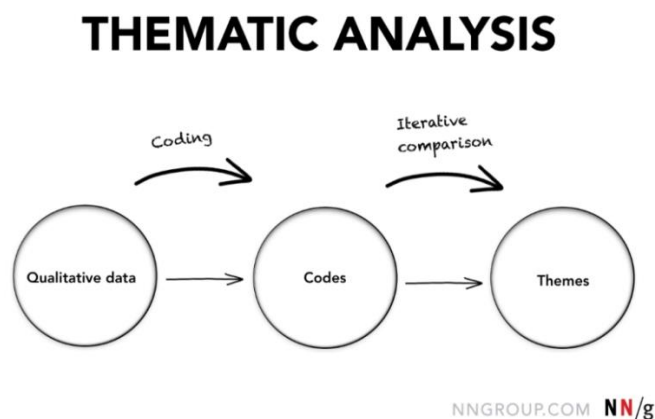 THEMATIC ANALYSIS
Coding
Iterative
comparison
Qualitative data
Codes
Themes
NNGROUP.COM NN/g